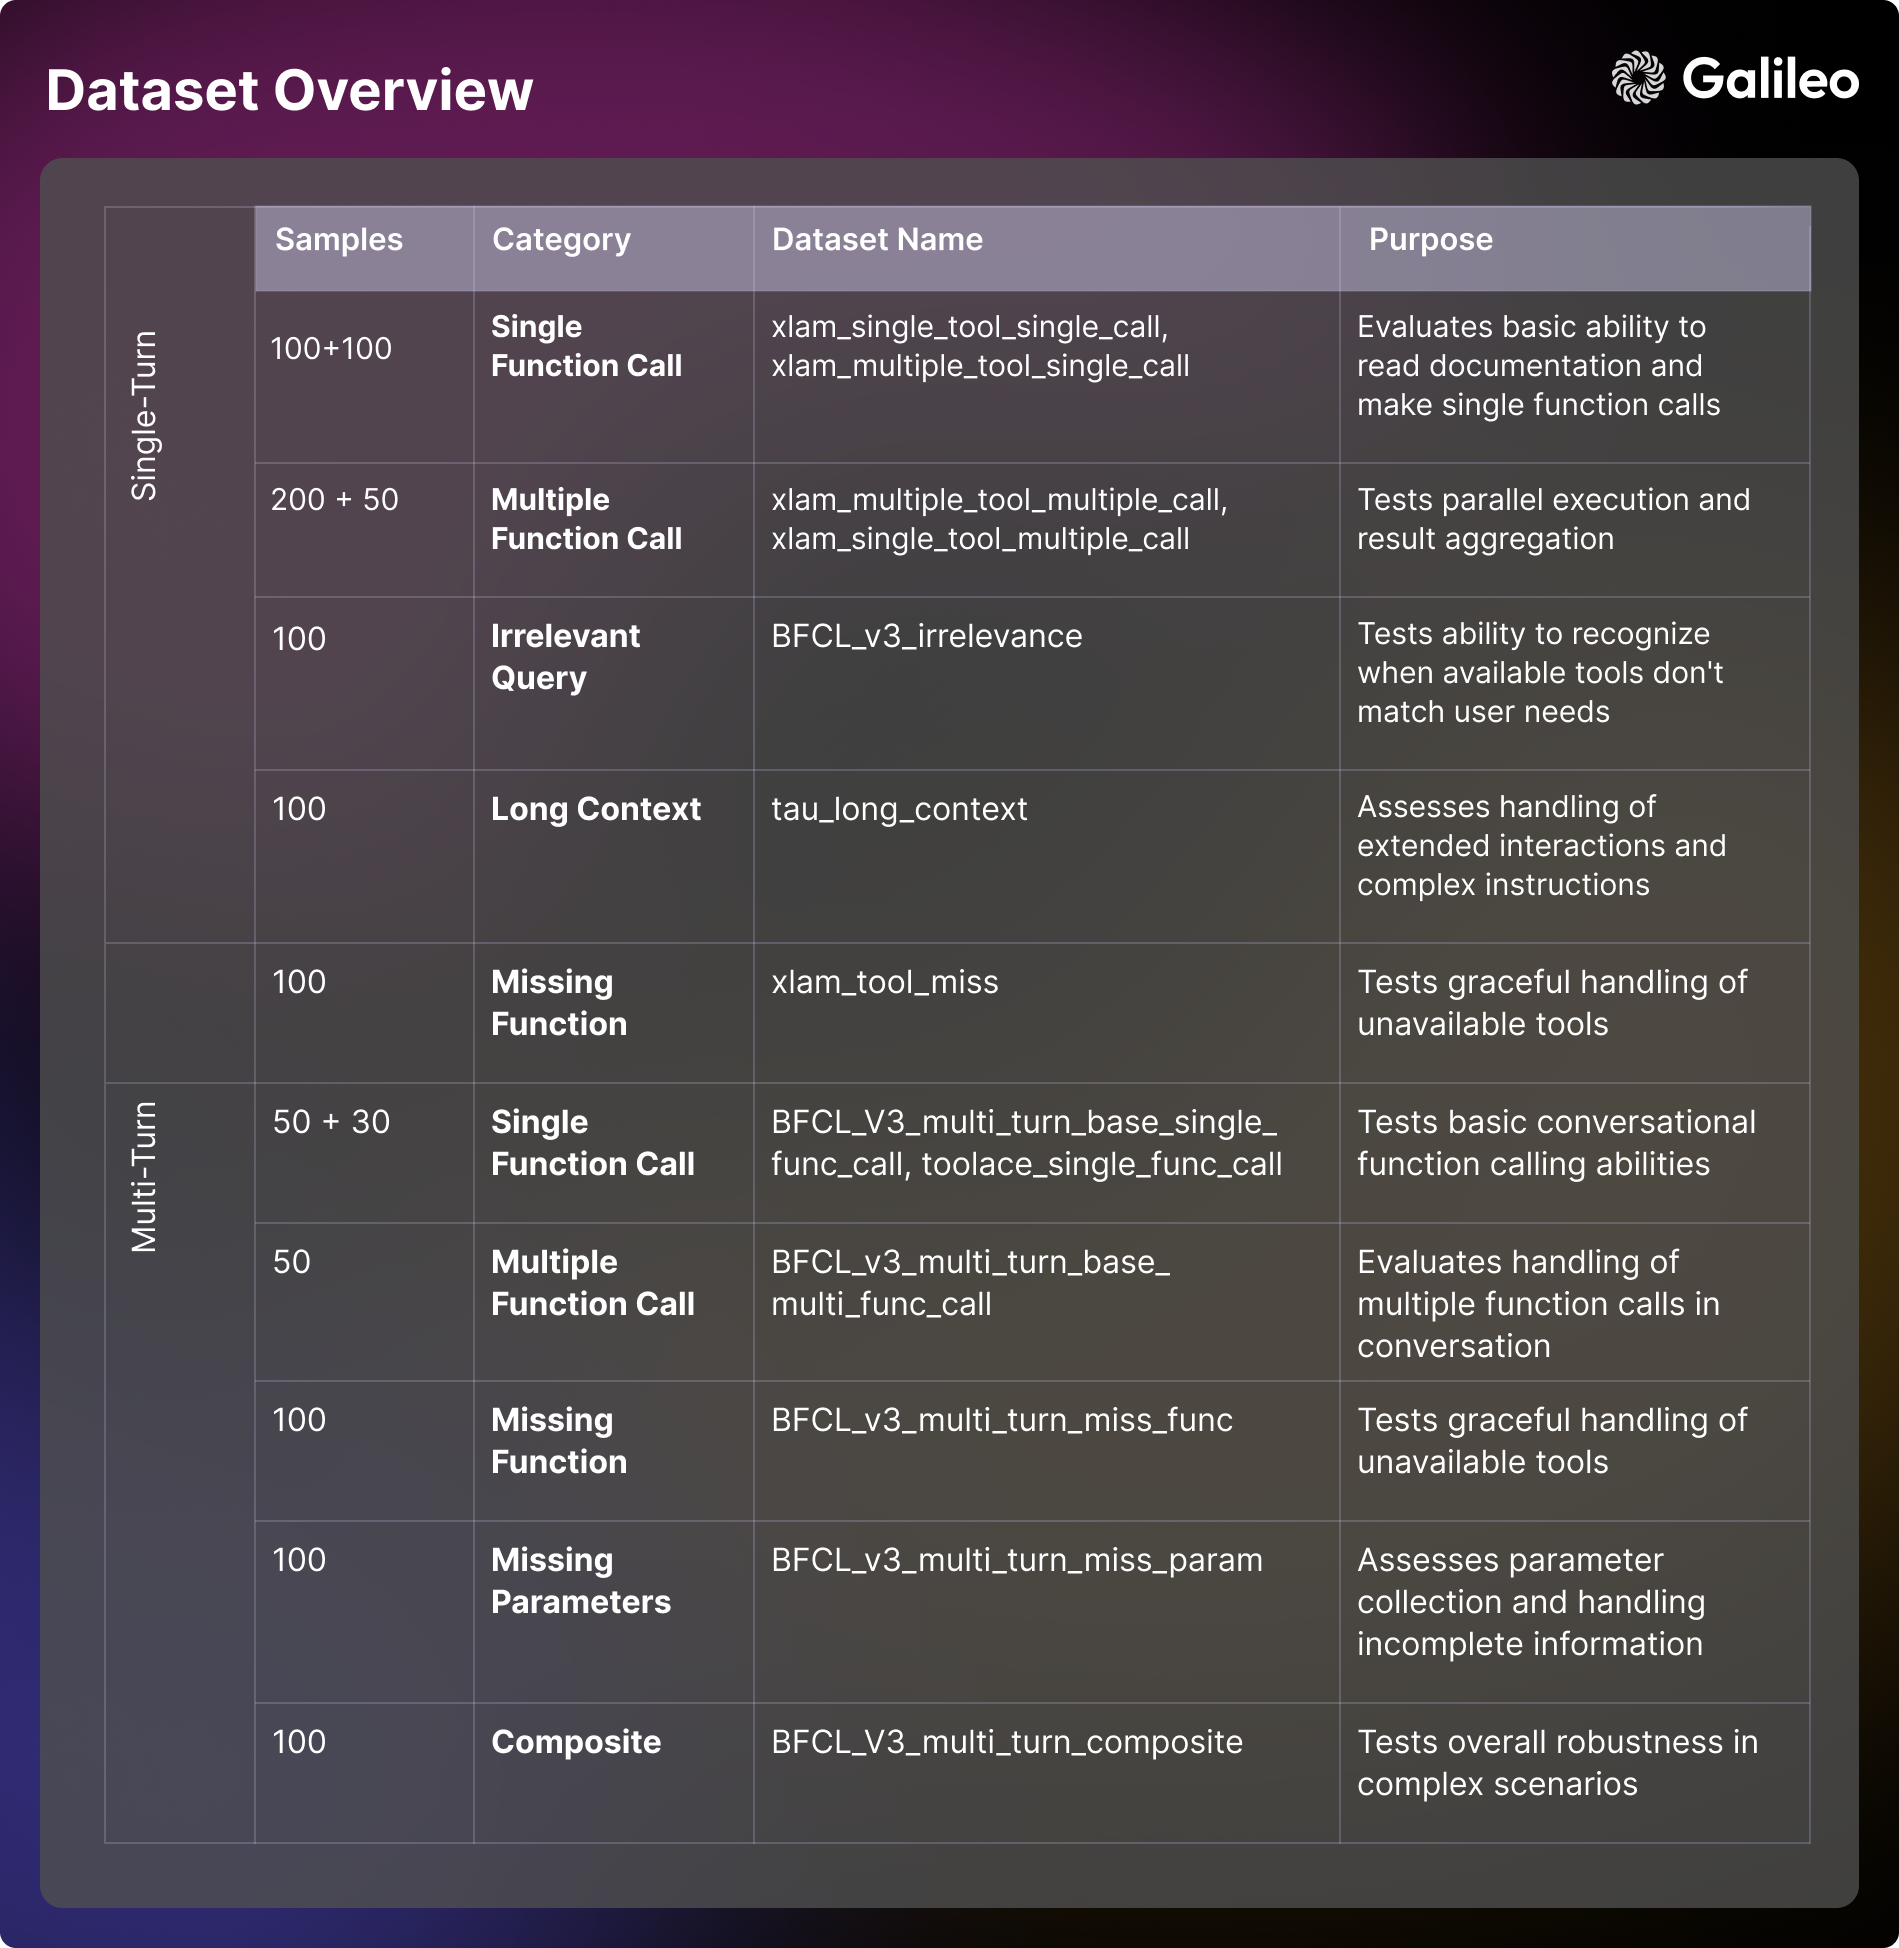 Dataset Overview
Galileo
Samples
Category
Dataset Name
Purpose
Single-Turn
100+100
Single
Function Call
xlam_single_tool_single_call,
xlam_multiple_tool_single_call
Evaluates basic ability to
read documentation and
make single function calls
200 + 50
Multiple
Function Call
xlam_multiple_tool_multiple_call,
xlam_single_tool_multiple_call
Tests parallel execution and
result aggregation
100
Irrelevant
Query
BFCL_v3_irrelevance
Tests ability to recognize
when available tools don't
match user needs
100
Long Context
tau_long_context
Assesses handling of
extended interactions and
complex instructions
100
Missing
Function
xlam_tool_miss
Tests graceful handling of
unavailable tools
Multi-Turn
50 + 30
Single
Function Call
BFCL_V3_multi_turn_base_single_
func_call, toolace_single_func_call
Tests basic conversational
function calling abilities
50
Multiple
Function Call
BFCL_v3_multi_turn_base_
multi_func_call
Evaluates handling of
multiple function calls in
conversation
100
Missing
Function
BFCL_v3_multi_turn_miss_func
Tests graceful handling of
unavailable tools
100
Missing
Parameters
BFCL_v3_multi_turn_miss_param
Assesses parameter
collection and handling
incomplete information
100
Composite
BFCL_V3_multi_turn_composite
Tests overall robustness in
complex scenarios